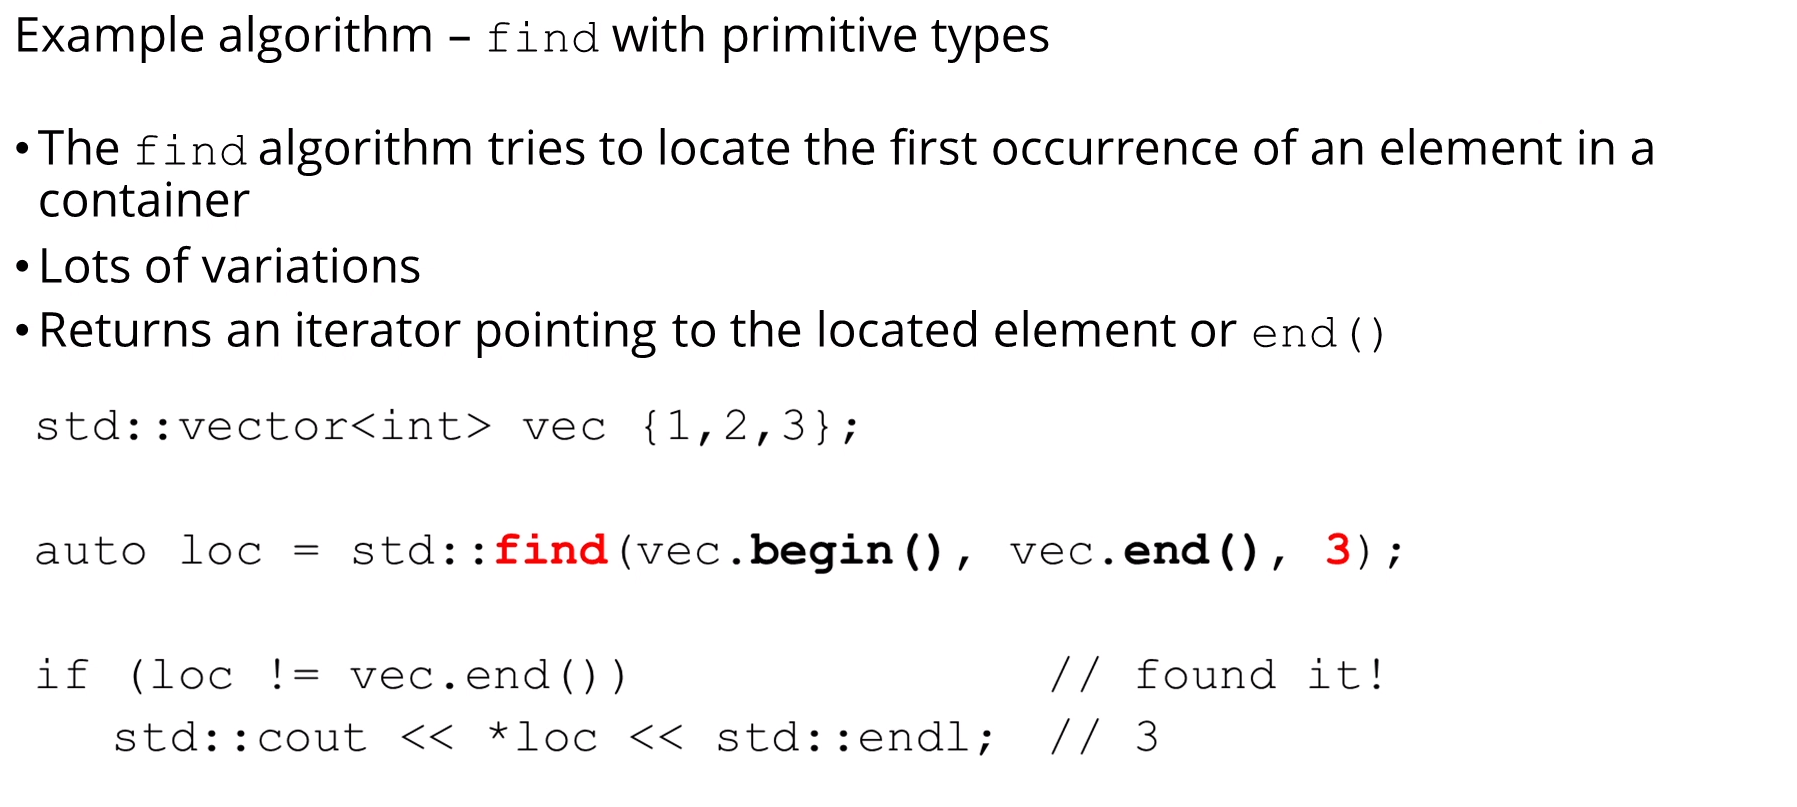 Example algorithm – find with primitive types
•The find algorithm tries to locate the first occurrence of an element in a
container
•Lots of variations
•Returns an iterator pointing to the located element or end()
std::vector<int> vec {1,2,3};
auto loc = std::find(vec.begin(), vec.end(), 3);
if (loc != vec.end()) // found it!
std::cout << *loc << std::endl; // 3